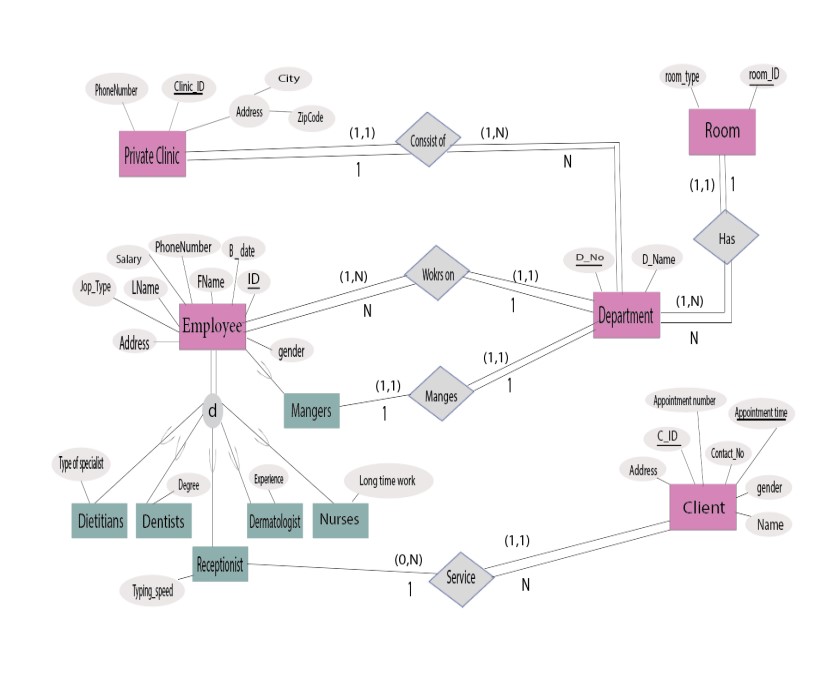 City
room_type
room_ID
PhoneNumber
Clinic_ID
Address
ZipCode
Room
Private Clinic
(1,1)
Conssist of
(1,N)
1
N
(1,1)
1
Has
PhoneNumber
B_date
Salary
FName
ID
Jop_Type
LName
Address
Employee
gender
(1,N)
N
Wokrs on
(1,1)
1
D_No
D_Name
Department
(1,N)
N
Mangers
(1,1)
1
Manges
(1,1)
1
d
Appointment number
Appointment time
C_ID
Contact_No
Address
gender
Client
Name
Type of specialist
Degree
Experience
Long time work
Dietitians
Dentists
Dermatologist
Nurses
Receptionist
Typing_speed
(0,N)
1
Service
(1,1)
N